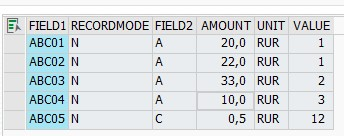 FIELD1 RECORDMODE FIELD2 AMOUNT UNIT VALUE
ABC01 N A 20,0 RUR 1
ABC02 N A 22,0 RUR 1
ABC03 N A 33,0 RUR 2
ABC04 N A 10,0 RUR 3
ABC05 N C 0,5 RUR 12